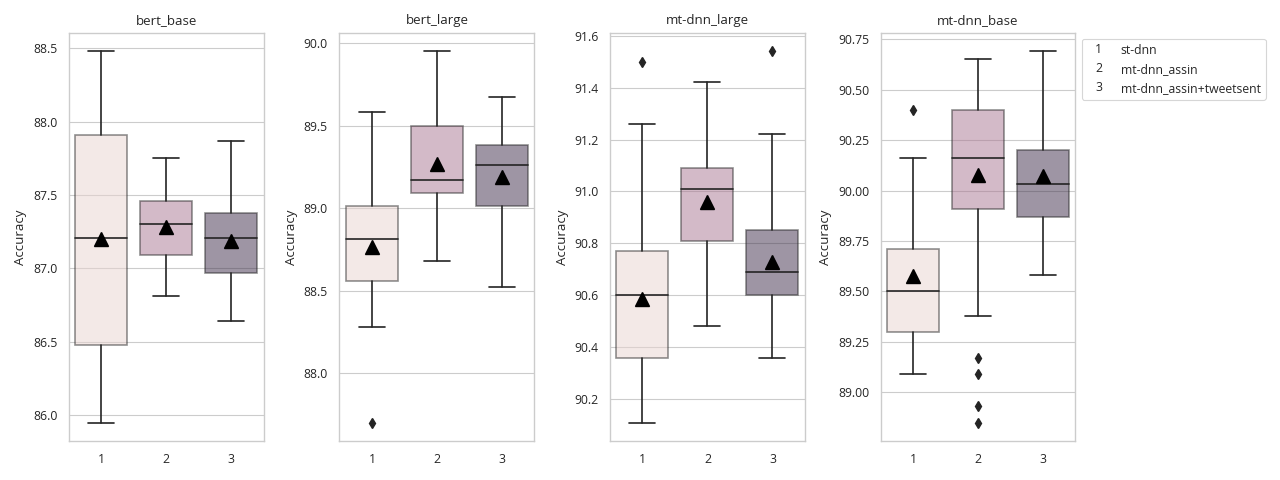 bert_base
88.5
88.0
87.5
87.0
86.5
86.0
Accuracy
1 2 3
bert_large
90.0
89.5
89.0
88.5
88.0
Accuracy
1 2 3
mt-dnn_large
91.6
91.4
91.2
91.0
90.8
90.6
90.4
90.2
Accuracy
1 2 3
mt-dnn_base
90.75
90.50
90.25
90.00
89.75
89.50
89.25
89.00
Accuracy
1 2 3
1 st-dnn
2 mt-dnn_assin
3 mt-dnn_assin+tweetsent